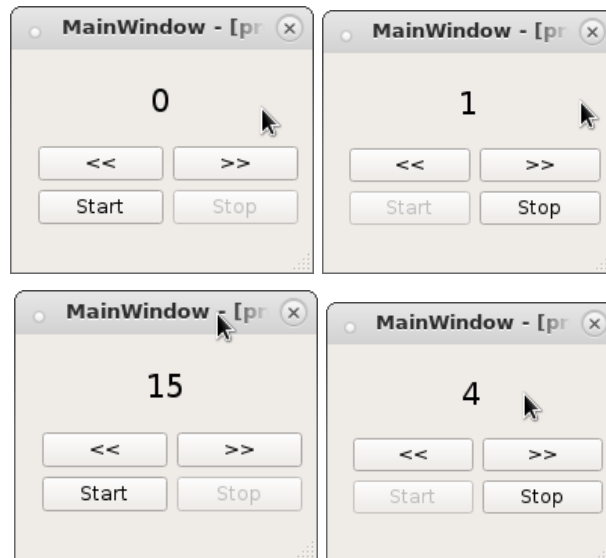 MainWindow - [pr
0
<< >>
Start Stop
MainWindow - [pr
1
<< >>
Start Stop
MainWindow - [pr
15
<< >>
Start Stop
MainWindow - [pr
4
<< >>
Start Stop